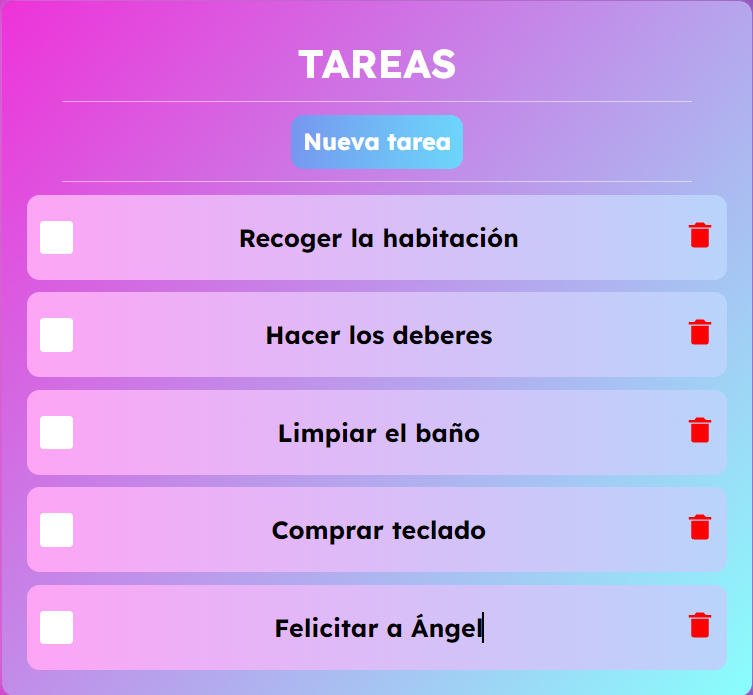 TAREAS
Nueva tarea
Recoger la habitación
Hacer los deberes
Limpiar el baño
Comprar teclado
Felicitar a Ángel